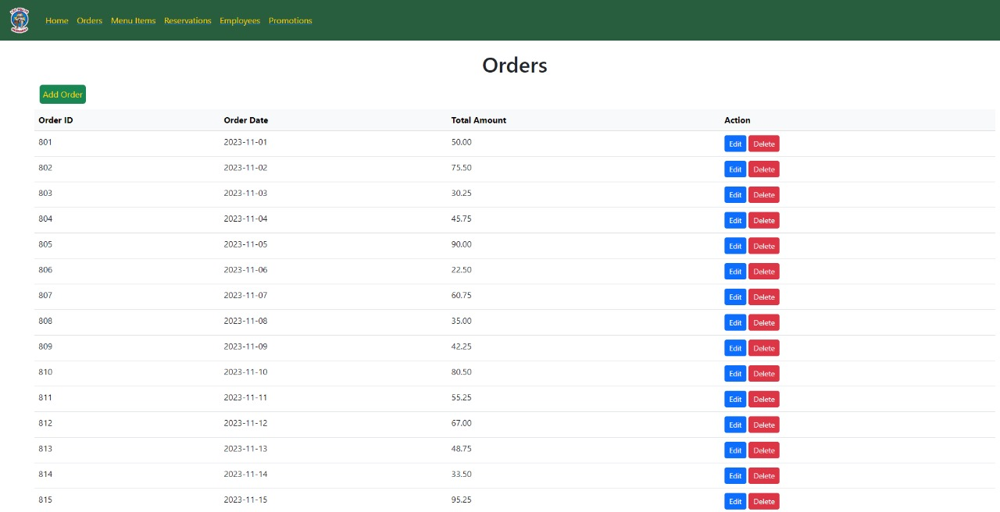 Home Orders Menu Items Reservations Employees Promotions
Orders
Add Order
Order ID Order Date Total Amount Action
801 2023-11-01 50.00 Edit Delete
802 2023-11-02 75.50 Edit Delete
803 2023-11-03 30.25 Edit Delete
804 2023-11-04 45.75 Edit Delete
805 2023-11-05 90.00 Edit Delete
806 2023-11-06 22.50 Edit Delete
807 2023-11-07 60.75 Edit Delete
808 2023-11-08 35.00 Edit Delete
809 2023-11-09 42.25 Edit Delete
810 2023-11-10 80.50 Edit Delete
811 2023-11-11 55.25 Edit Delete
812 2023-11-12 67.00 Edit Delete
813 2023-11-13 48.75 Edit Delete
814 2023-11-14 33.50 Edit Delete
815 2023-11-15 95.25 Edit Delete